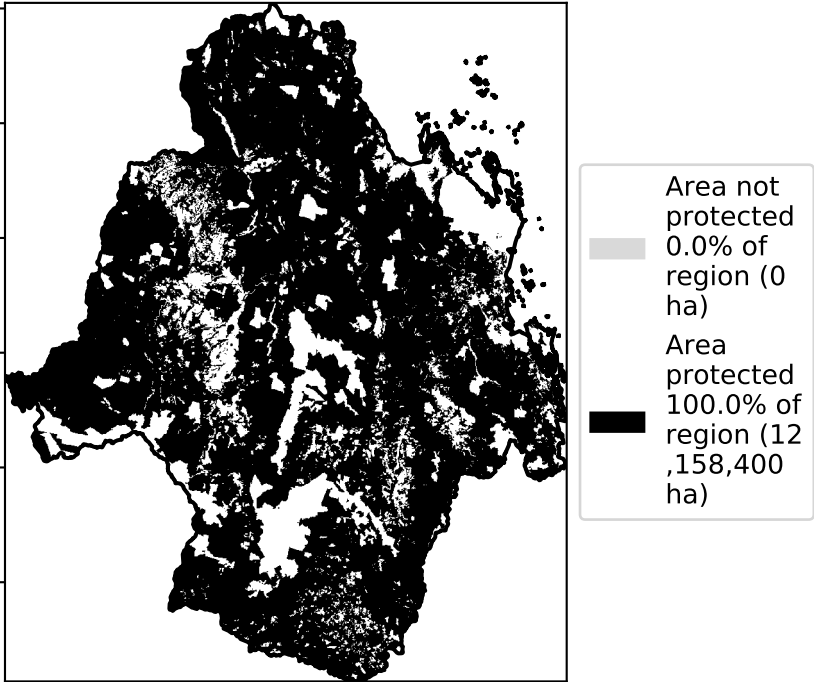 Area not
protected
0.0% of
region (0
ha)
Area
protected
100.0% of
region (12
,158,400
ha)